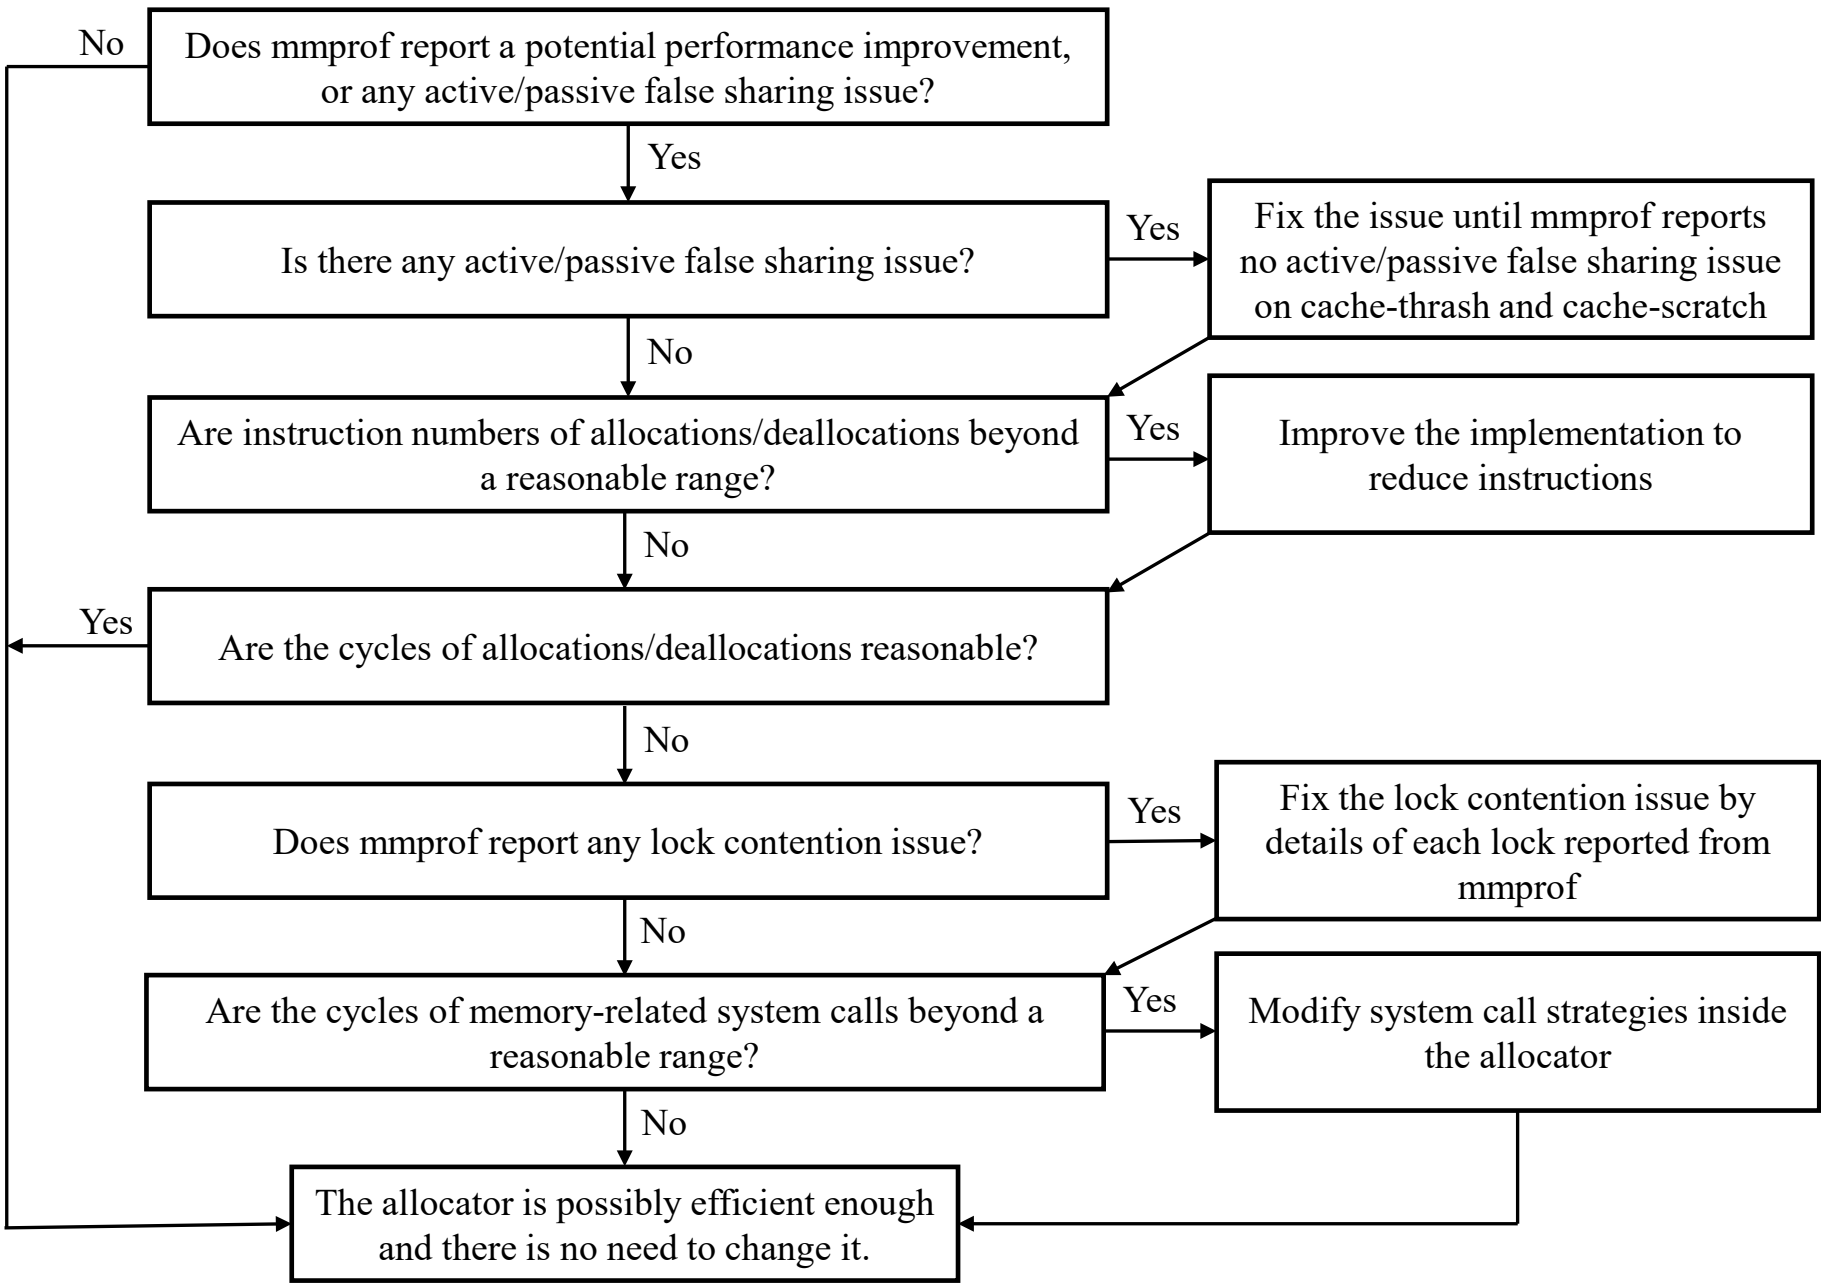 No
Does mmprof report a potential performance improvement,
or any active/passive false sharing issue?
Yes
Is there any active/passive false sharing issue?
Yes
Fix the issue until mmprof reports
no active/passive false sharing issue
on cache-thrash and cache-scratch
No
Are instruction numbers of allocations/deallocations beyond
a reasonable range?
Yes
Improve the implementation to
reduce instructions
No
Yes
Are the cycles of allocations/deallocations reasonable?
No
Does mmprof report any lock contention issue?
Yes
Fix the lock contention issue by
details of each lock reported from
mmprof
No
Are the cycles of memory-related system calls beyond a
reasonable range?
Yes
Modify system call strategies inside
the allocator
No
The allocator is possibly efficient enough
and there is no need to change it.